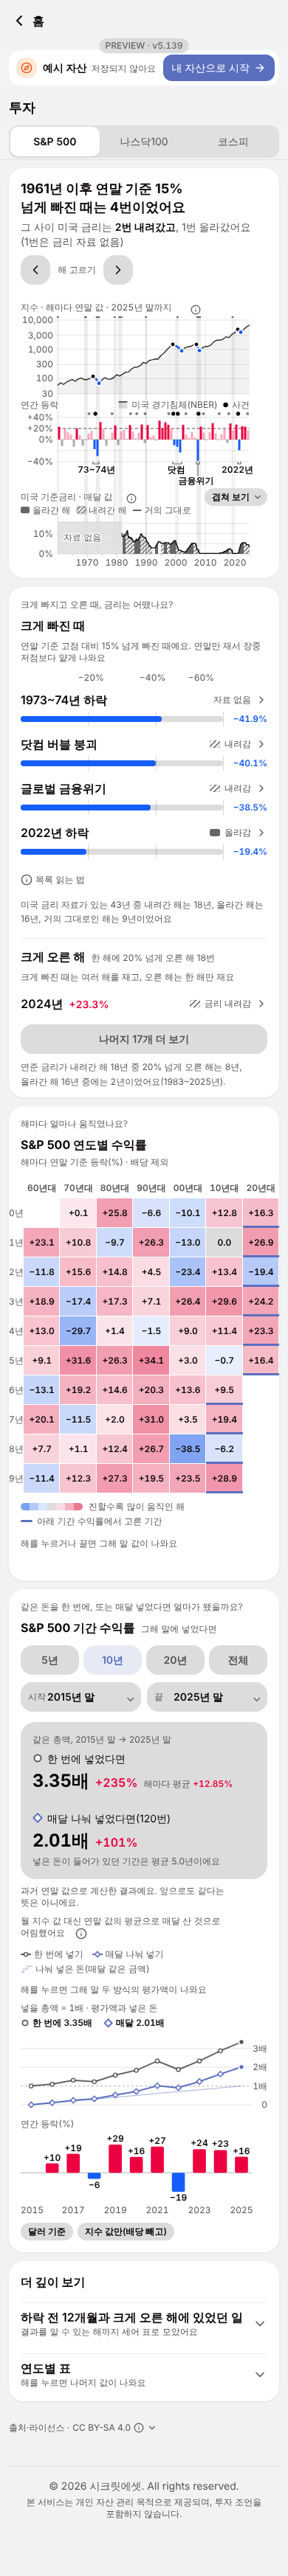 홈
PREVIEW · v5.139
예시 자산 저장되지 않아요
내 자산으로 시작 →
투자
S&P 500 나스닥100 코스피
1961년 이후 연말 기준 15%
넘게 빠진 때는 4번이었어요
그 사이 미국 금리는 2번 내려갔고, 1번 올라갔어요
(1번은 금리 자료 없음)
해 고르기
지수 · 해마다 연말 값 · 2025년 말까지
10,000
3,000
1,000
300
100
30
연간 등락
미국 경기침체(NBER) 사건
+40%
+20%
0%
−40%
73~74년 닷컴 2022년
금융위기
미국 기준금리 · 매달 값
겹쳐 보기
올라간 해 내려간 해 거의 그대로
10%
자료 없음
0%
1970 1980 1990 2000 2010 2020
크게 빠지고 오른 때, 금리는 어땠나요?
크게 빠진 때
연말 기준 고점 대비 15% 넘게 빠진 때예요. 연말만 재서 장중
저점보다 얕게 나와요
−20% −40% −60%
1973~74년 하락 자료 없음
−41.9%
닷컴 버블 붕괴 내려감
−40.1%
글로벌 금융위기 내려감
−38.5%
2022년 하락 올라감
−19.4%
목록 읽는 법
미국 금리 자료가 있는 43년 중 내려간 해는 18년, 올라간 해는
16년, 거의 그대로인 해는 9년이었어요
크게 오른 해 한 해에 20% 넘게 오른 해 18번
크게 빠진 때는 여러 해를 재고, 오른 해는 한 해만 재요
2024년 +23.3% 금리 내려감
나머지 17개 더 보기
연준 금리가 내려간 해 18년 중 20% 넘게 오른 해는 8년,
올라간 해 16년 중에는 2년이었어요(1983~2025년).
해마다 얼마나 움직였나요?
S&P 500 연도별 수익률
해마다 연말 기준 등락(%) · 배당 제외
60년대 70년대 80년대 90년대 00년대 10년대 20년대
0년 +0.1 +25.8 −6.6 −10.1 +12.8 +16.3
1년 +23.1 +10.8 −9.7 +26.3 −13.0 0.0 +26.9
2년 −11.8 +15.6 +14.8 +4.5 −23.4 +13.4 −19.4
3년 +18.9 −17.4 +17.3 +7.1 +26.4 +29.6 +24.2
4년 +13.0 −29.7 +1.4 −1.5 +9.0 +11.4 +23.3
5년 +9.1 +31.6 +26.3 +34.1 +3.0 −0.7 +16.4
6년 −13.1 +19.2 +14.6 +20.3 +13.6 +9.5
7년 +20.1 −11.5 +2.0 +31.0 +3.5 +19.4
8년 +7.7 +1.1 +12.4 +26.7 −38.5 −6.2
9년 −11.4 +12.3 +27.3 +19.5 +23.5 +28.9
진할수록 많이 움직인 해
아래 기간 수익률에서 고른 기간
해를 누르거나 끌면 그해 말 값이 나와요
같은 돈을 한 번에, 또는 매달 넣었다면 얼마가 됐을까요?
S&P 500 기간 수익률 그해 말에 넣었다면
5년 10년 20년 전체
시작 2015년 말 끝 2025년 말
같은 총액, 2015년 말 → 2025년 말
한 번에 넣었다면
3.35배 +235% 해마다 평균 +12.85%
매달 나눠 넣었다면(120번)
2.01배 +101%
넣은 돈이 들어가 있던 기간은 평균 5.0년이에요
과거 연말 값으로 계산한 결과예요. 앞으로도 같다는
뜻은 아니에요.
월 지수 값 대신 연말 값의 평균으로 매달 산 것으로
어림했어요
한 번에 넣기 매달 나눠 넣기
나눠 넣은 돈(매달 같은 금액)
해를 누르면 그해 말 두 방식의 평가액이 나와요
넣을 총액 = 1배 · 평가액과 넣은 돈
한 번에 3.35배 매달 2.01배
3배
2배
1배
0
연간 등락(%)
+10 +19 −6 +29 +16 +27 −19 +24 +23 +16
2015 2017 2019 2021 2023 2025
달러 기준 지수 값만(배당 빼고)
더 깊이 보기
하락 전 12개월과 크게 오른 해에 있었던 일
결과를 알 수 있는 해까지 세어 표로 모았어요
연도별 표
해를 누르면 나머지 값이 나와요
출처·라이선스 · CC BY-SA 4.0
© 2026 시크릿에셋. All rights reserved.
본 서비스는 개인 자산 관리 목적으로 제공되며, 투자 조언을
포함하지 않습니다.